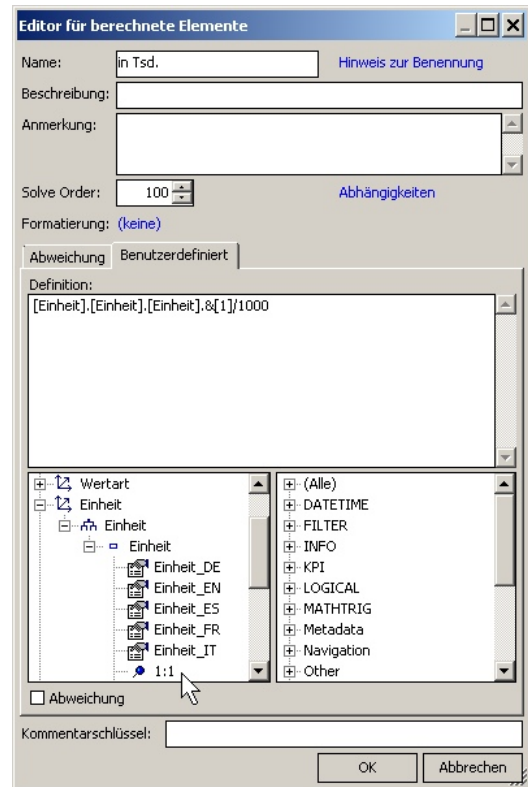 Editor für berechnete Elemente
Name: in Tsd. Hinweis zur Benennung
Beschreibung:
Anmerkung:
Solve Order: 100 Abhängigkeiten
Formatierung: (keine)
Abweichung Benutzerdefiniert
Definition:
[Einheit].[Einheit].[Einheit].&[1]/1000
Wertart
Einheit
Einheit
Einheit
Einheit_DE
Einheit_EN
Einheit_ES
Einheit_FR
Einheit_IT
1:1
(Alle)
DATETIME
FILTER
INFO
KPI
LOGICAL
MATHTRIG
Metadata
Navigation
Other
Abweichung
Kommentarschlüssel:
OK Abbrechen